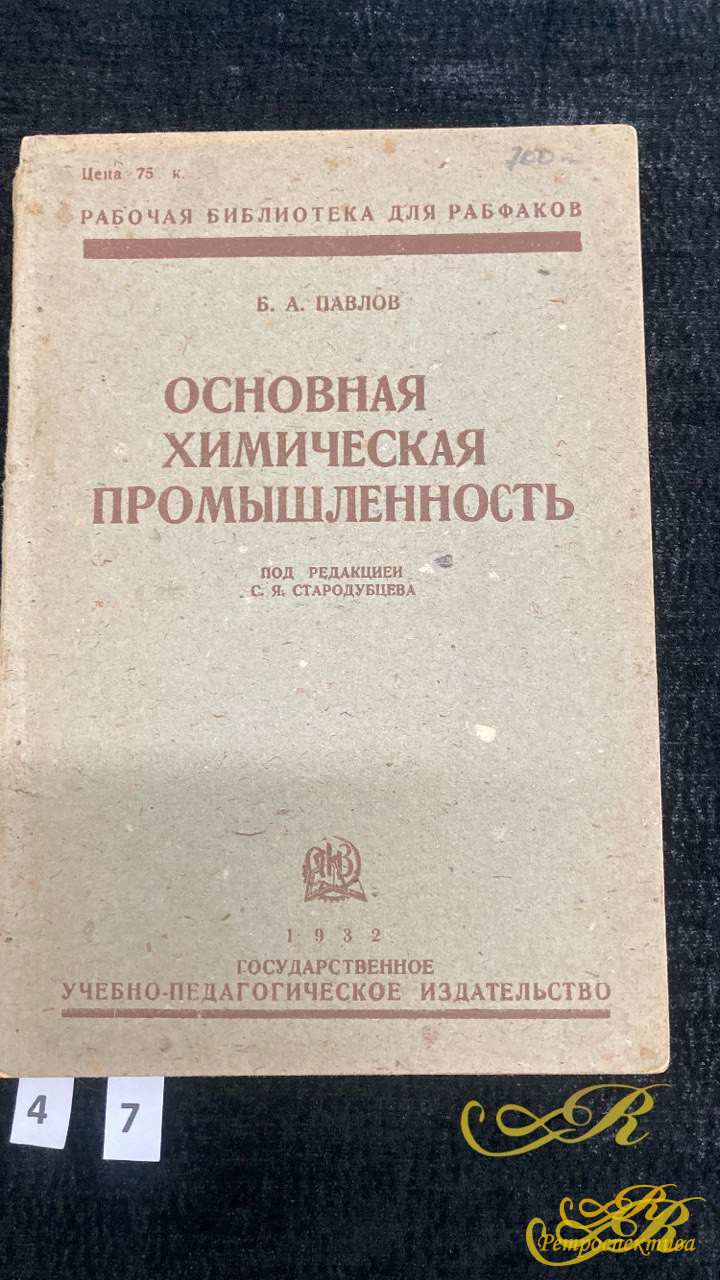 Цена 75 к.
700-
РАБОЧАЯ БИБЛИОТЕКА ДЛЯ РАБФАКОВ
Б. А. ПАВЛОВ
ОСНОВНАЯ
ХИМИЧЕСКАЯ
ПРОМЫШЛЕННОСТЬ
ПОД РЕДАКЦИЕЙ
С. Я. СТАРОДУБЦЕВА
1932
ГОСУДАРСТВЕННОЕ
УЧЕБНО-ПЕДАГОГИЧЕСКОЕ ИЗДАТЕЛЬСТВО
4 7
Ретроспектива